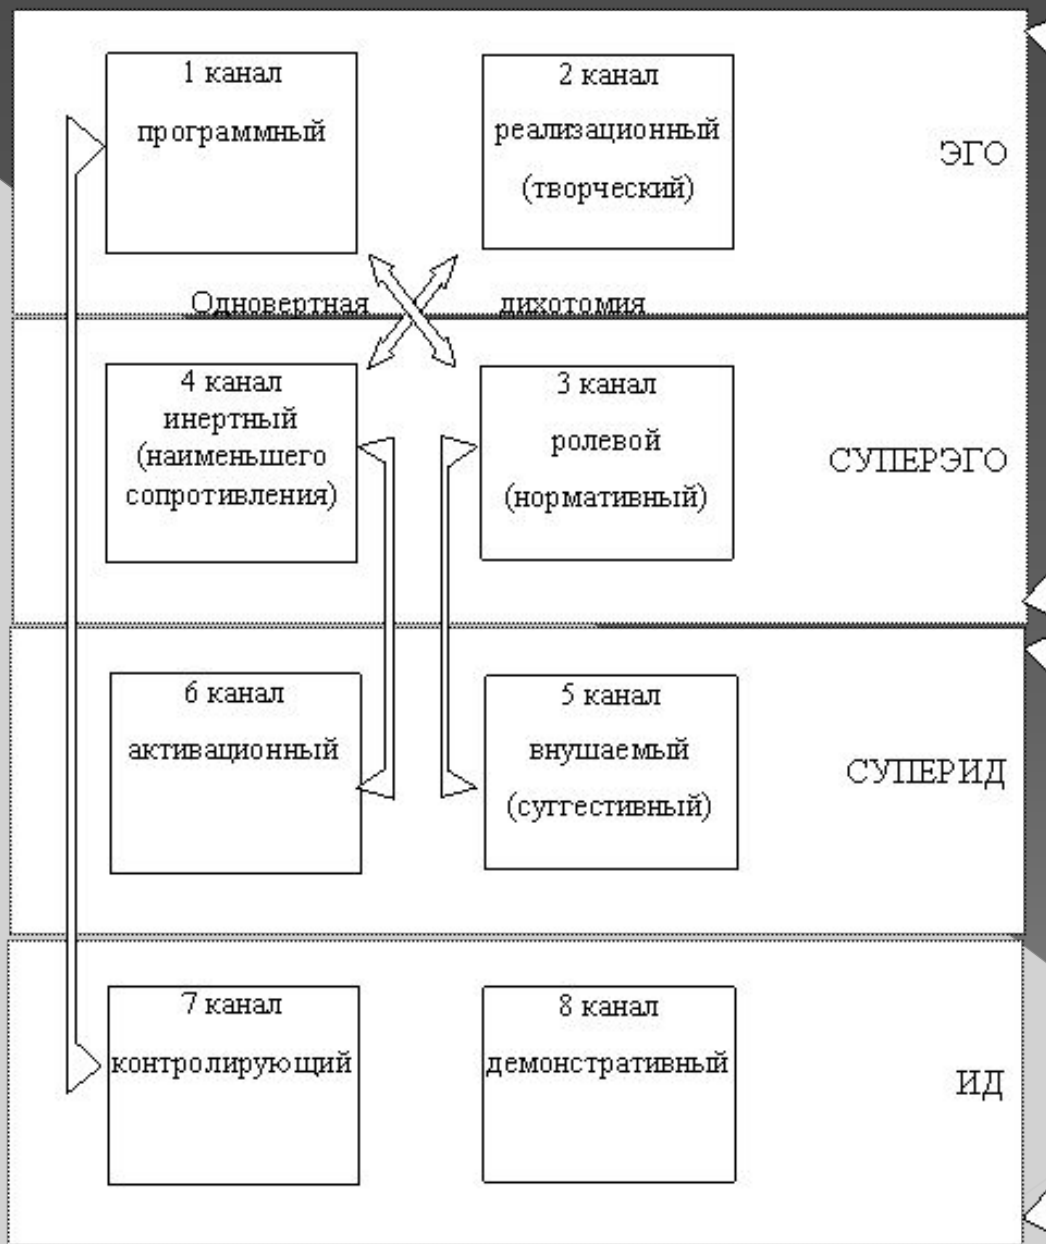 1 канал
программный
2 канал
реализационный
(творческий)
ЭГО
Одновертная дихотомия
4 канал
инертный
(наименьшего
сопротивления)
3 канал
ролевой
(нормативный)
СУПЕРЭГО
6 канал
активационный
5 канал
внушаемый
(суггестивный)
СУПЕРИД
7 канал
контролирующий
8 канал
демонстративный
ИД